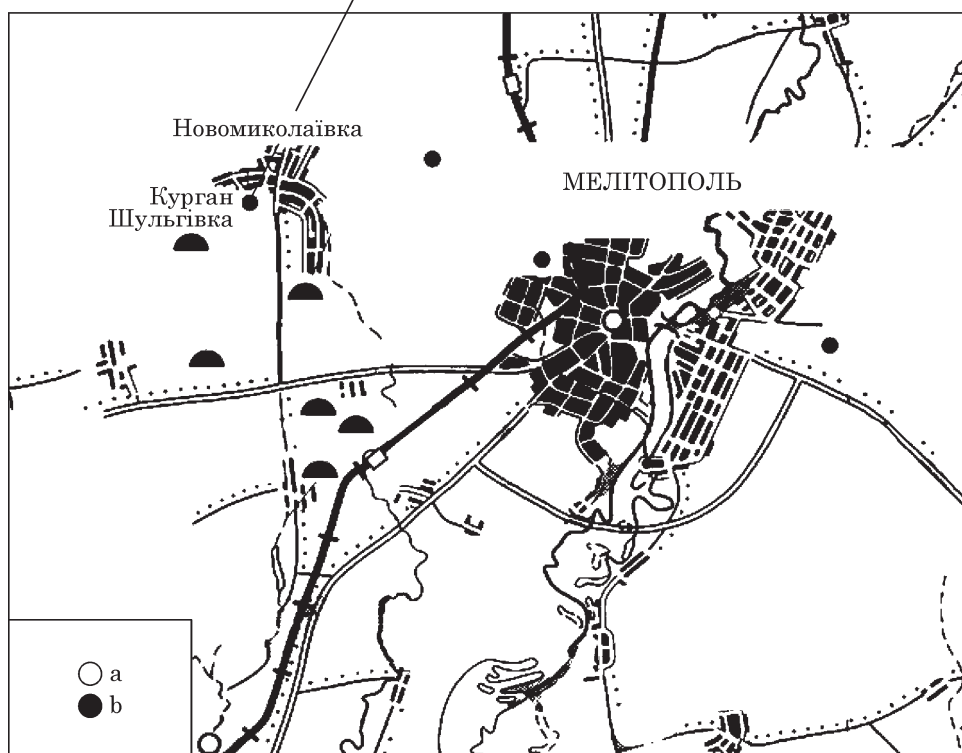 Новомиколаївка
МЕЛІТОПОЛЬ
Курган
Шульгівка
a
b